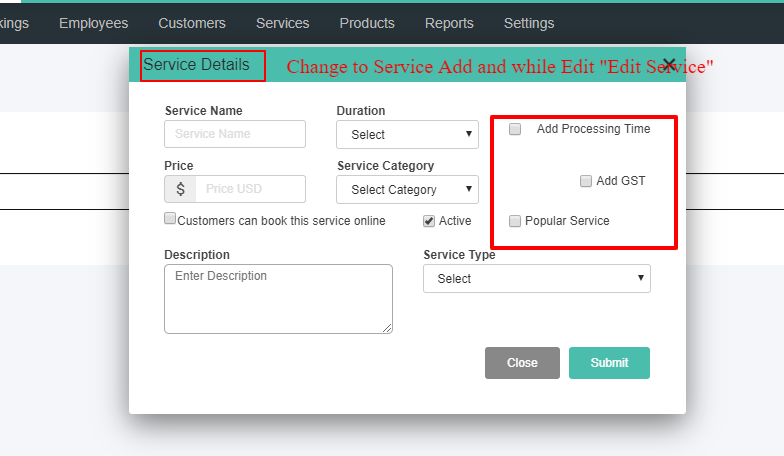 kings Employees Customers Services Products Reports Settings
Service Details Change to Service Add and while Edit "Edit Service"
Service Name Duration
Service Name Select Add Processing Time
Price Service Category Add GST
$ Price USD Select Category
Customers can book this service online Active Popular Service
Description Service Type
Enter Description Select
Close Submit